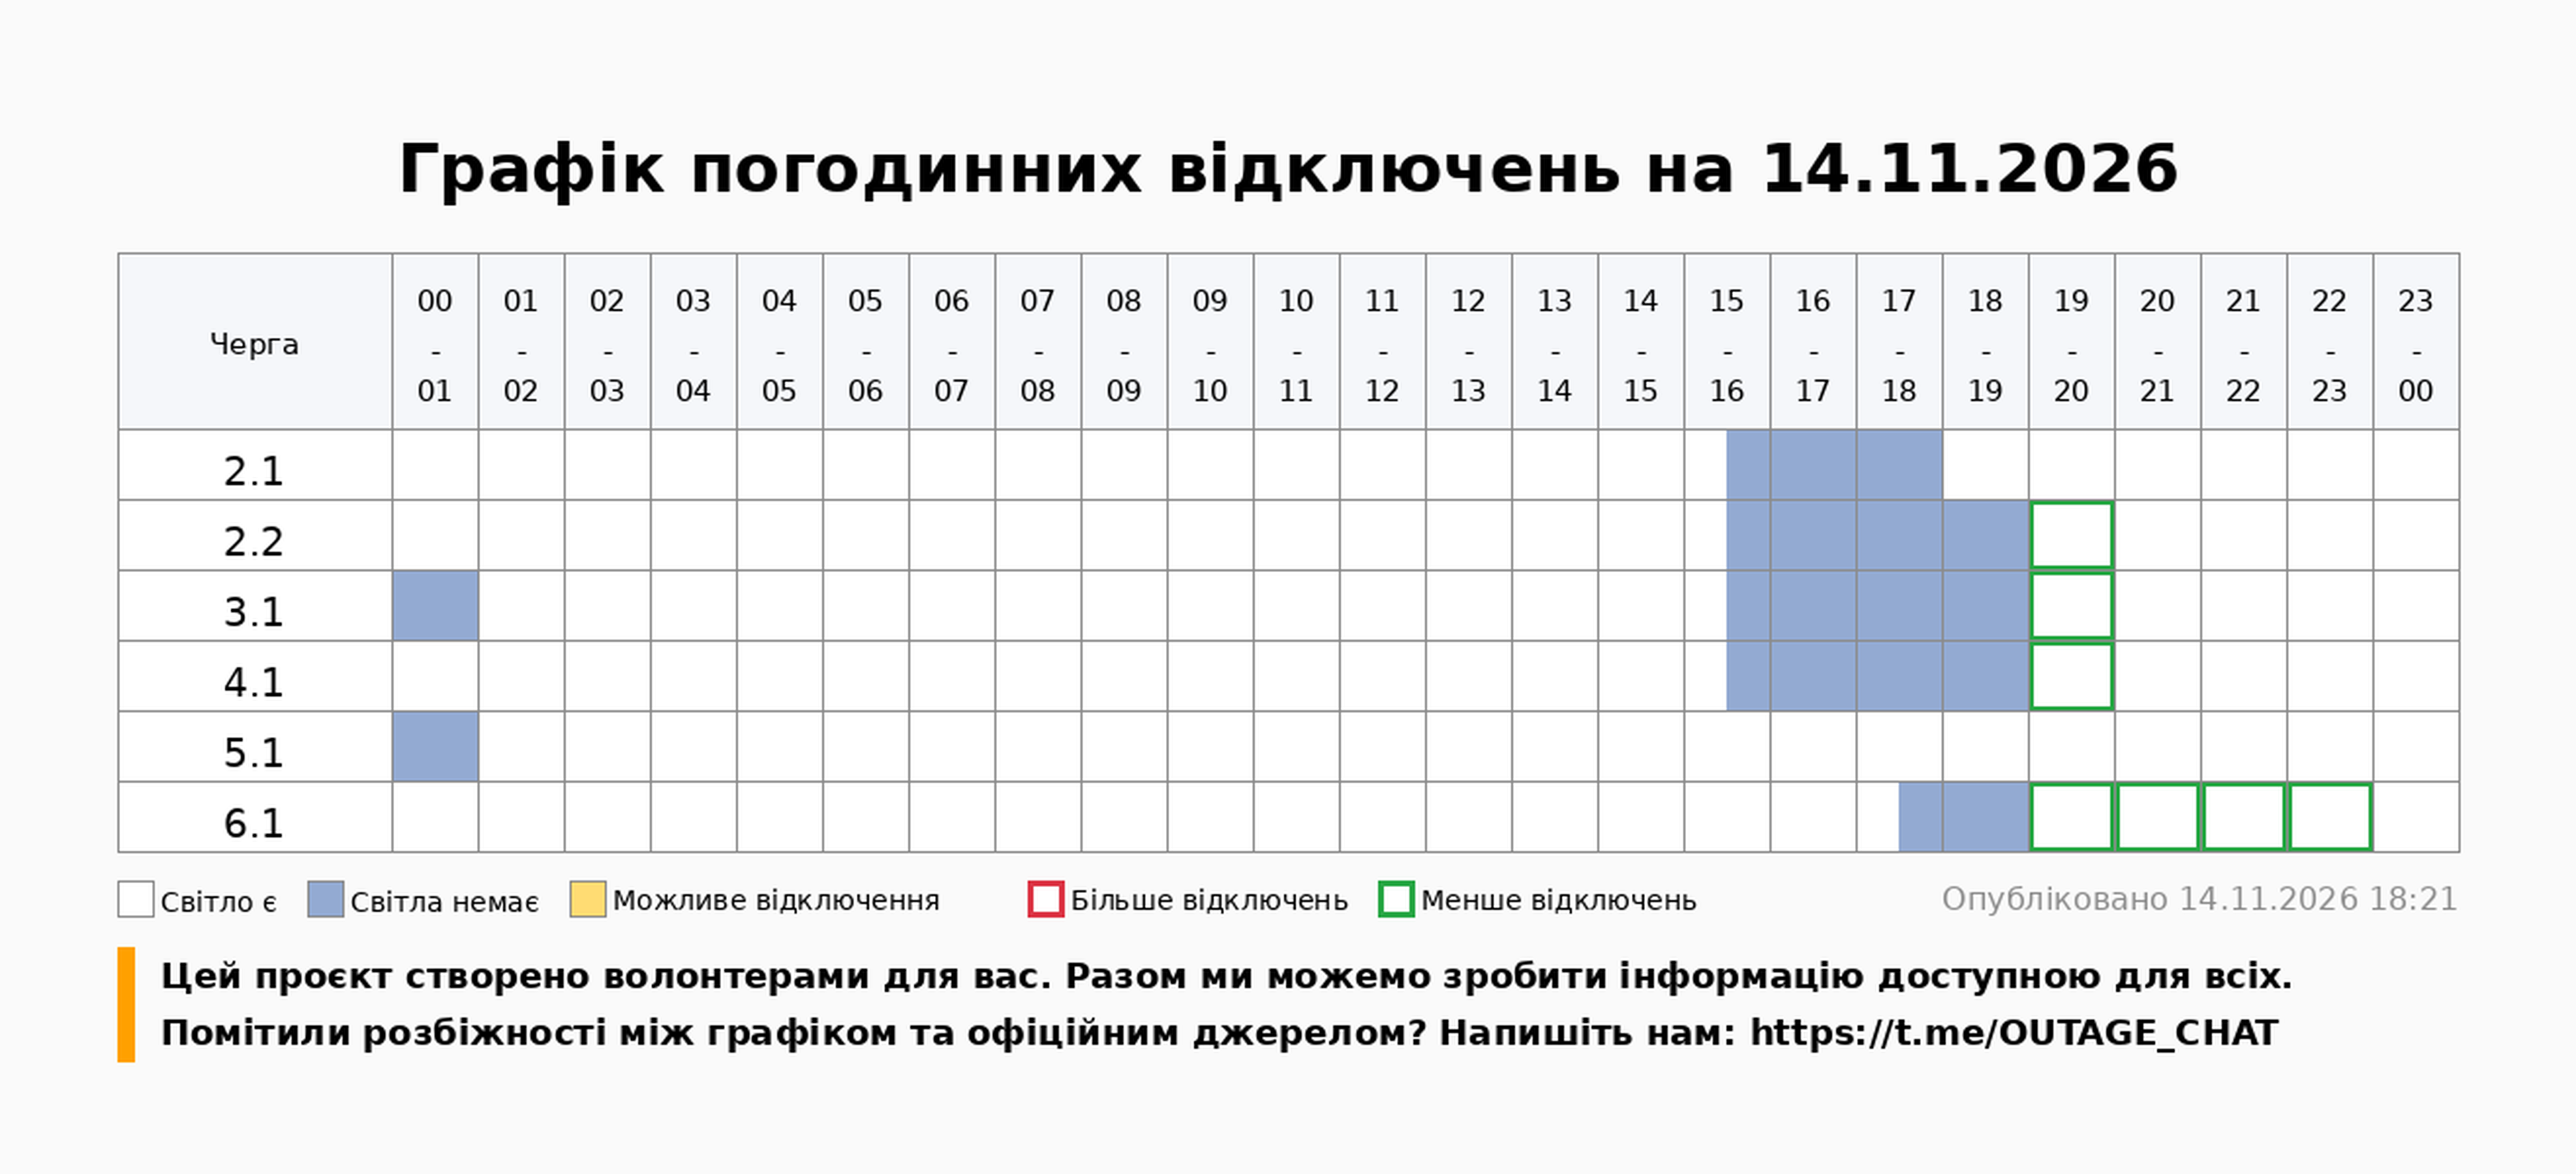 Графік погодинних відключень на 14.11.2026
Черга 00 - 01 01 - 02 02 - 03 03 - 04 04 - 05 05 - 06 06 - 07 07 - 08 08 - 09 09 - 10 10 - 11 11 - 12 12 - 13 13 - 14 14 - 15 15 - 16 16 - 17 17 - 18 18 - 19 19 - 20 20 - 21 21 - 22 22 - 23 23 - 00
2.1
2.2
3.1
4.1
5.1
6.1
Світло є Світла немає Можливе відключення Більше відключень Менше відключень Опубліковано 14.11.2026 18:21
Цей проєкт створено волонтерами для вас. Разом ми можемо зробити інформацію доступною для всіх.
Помітили розбіжності між графіком та офіційним джерелом? Напишіть нам: https://t.me/OUTAGE_CHAT